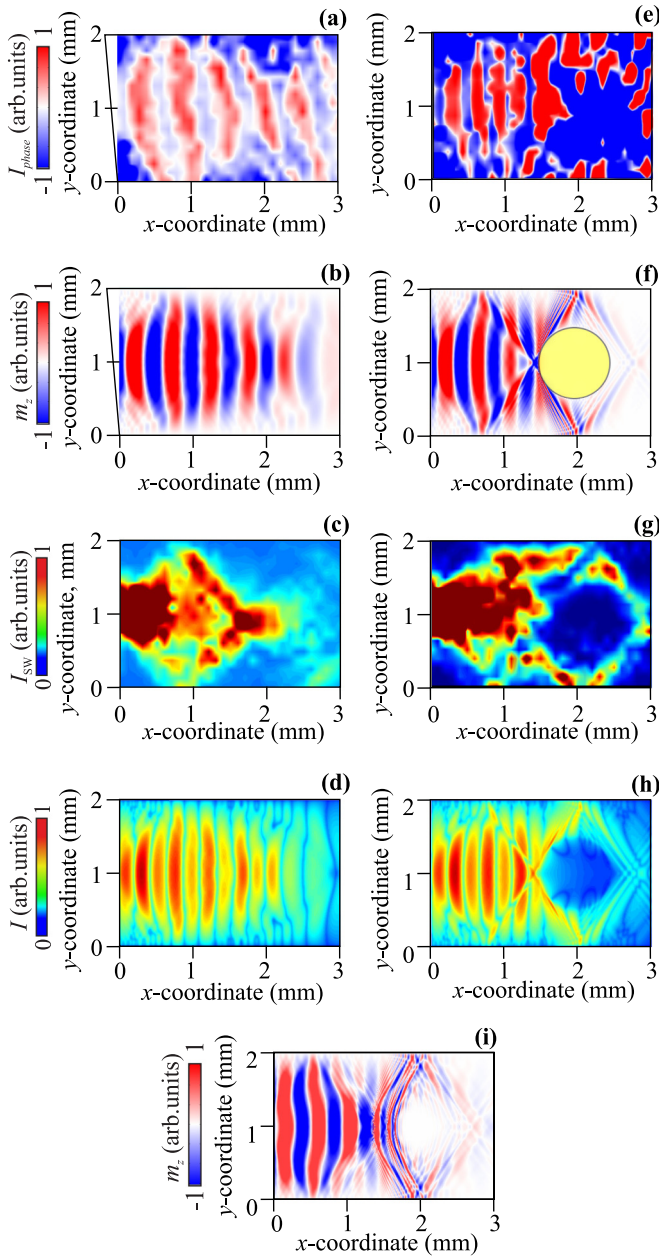 (a)
1
-1
I_phase (arb.units)
y-coordinate (mm)
2
1
0
0 1 2 3
x-coordinate (mm)
(e)
y-coordinate (mm)
2
1
0
0 1 2 3
x-coordinate (mm)
(b)
1
-1
m_z (arb.units)
y-coordinate (mm)
2
1
0
0 1 2 3
x-coordinate (mm)
(f)
y-coordinate (mm)
2
1
0
0 1 2 3
x-coordinate (mm)
(c)
1
0
I_SW (arb.units)
y-coordinate, mm
2
1
0
0 1 2 3
x-coordinate (mm)
(g)
y-coordinate (mm)
2
1
0
0 1 2 3
x-coordinate (mm)
(d)
1
0
I (arb.units)
y-coordinate (mm)
2
1
0
0 1 2 3
x-coordinate (mm)
(h)
y-coordinate (mm)
2
1
0
0 1 2 3
x-coordinate (mm)
(i)
1
-1
m_z (arb.units)
y-coordinate (mm)
2
1
0
0 1 2 3
x-coordinate (mm)